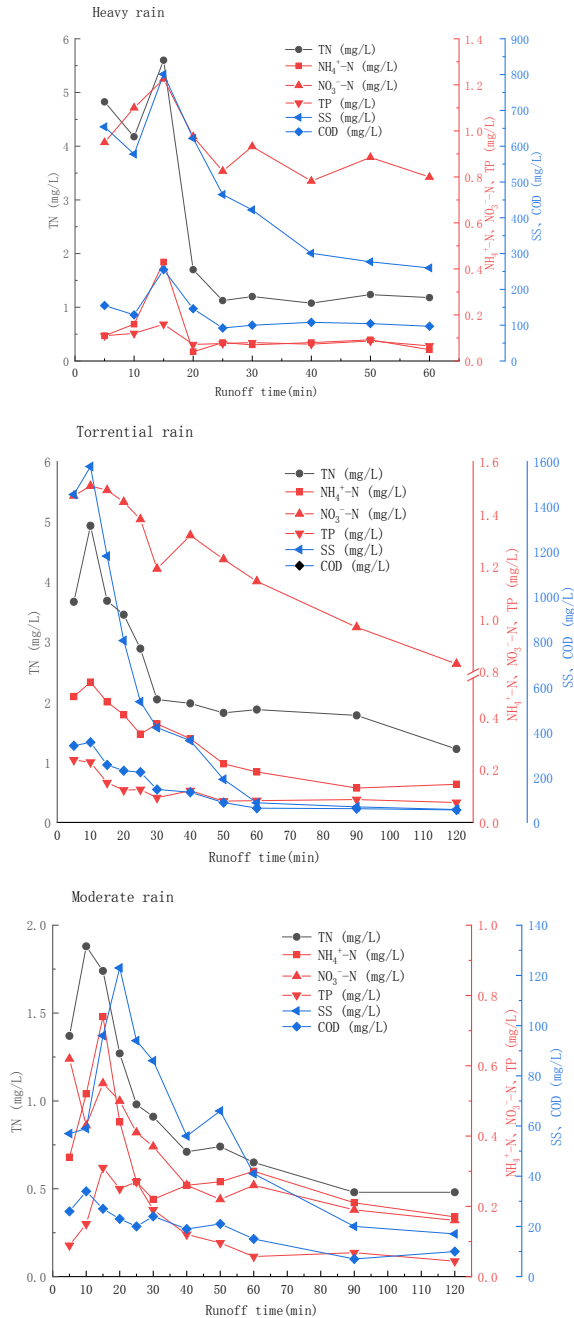 Heavy rain
TN (mg/L)
NH₄⁺-N (mg/L)
NO₃⁻-N (mg/L)
TP (mg/L)
SS (mg/L)
COD (mg/L)
TN (mg/L)
0
1
2
3
4
5
6
NH₄⁺-N、NO₃⁻-N、TP (mg/L)
0.0
0.2
0.4
0.6
0.8
1.0
1.2
1.4
SS、COD (mg/L)
0
100
200
300
400
500
600
700
800
900
0 10 20 30 40 50 60
Runoff time(min)
Torrential rain
TN (mg/L)
NH₄⁺-N (mg/L)
NO₃⁻-N (mg/L)
TP (mg/L)
SS (mg/L)
COD (mg/L)
TN (mg/L)
0
1
2
3
4
5
6
NH₄⁺-N、NO₃⁻-N、TP (mg/L)
0.0
0.2
0.4
0.8
1.0
1.2
1.4
1.6
SS、COD (mg/L)
0
200
400
600
800
1000
1200
1400
1600
0 10 20 30 40 50 60 70 80 90 100 110 120
Runoff time(min)
Moderate rain
TN (mg/L)
NH₄⁺-N (mg/L)
NO₃⁻-N (mg/L)
TP (mg/L)
SS (mg/L)
COD (mg/L)
TN (mg/L)
0.0
0.5
1.0
1.5
2.0
NH₄⁺-N、NO₃⁻-N、TP (mg/L)
0.0
0.2
0.4
0.6
0.8
1.0
SS、COD (mg/L)
0
20
40
60
80
100
120
140
0 10 20 30 40 50 60 70 80 90 100 110 120
Runoff time(min)